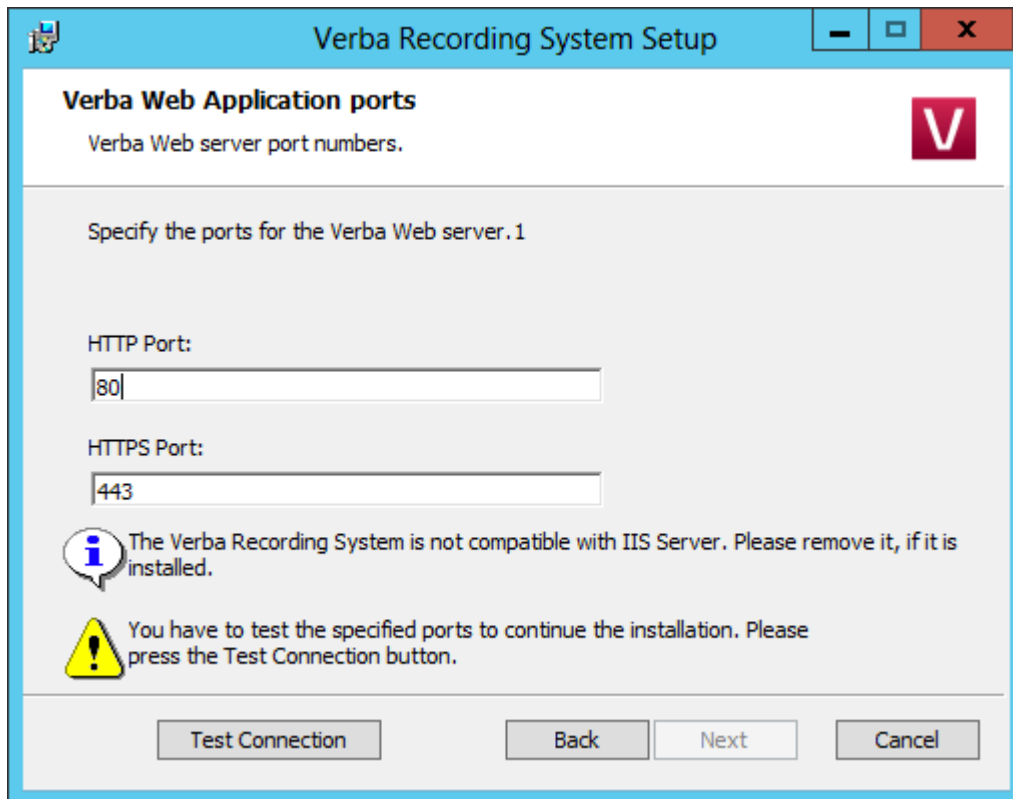 Verba Recording System Setup
Verba Web Application ports
Verba Web server port numbers.
V
Specify the ports for the Verba Web server.1
HTTP Port:
80
HTTPS Port:
443
The Verba Recording System is not compatible with IIS Server. Please remove it, if it is
installed.
You have to test the specified ports to continue the installation. Please
press the Test Connection button.
Test Connection Back Next Cancel